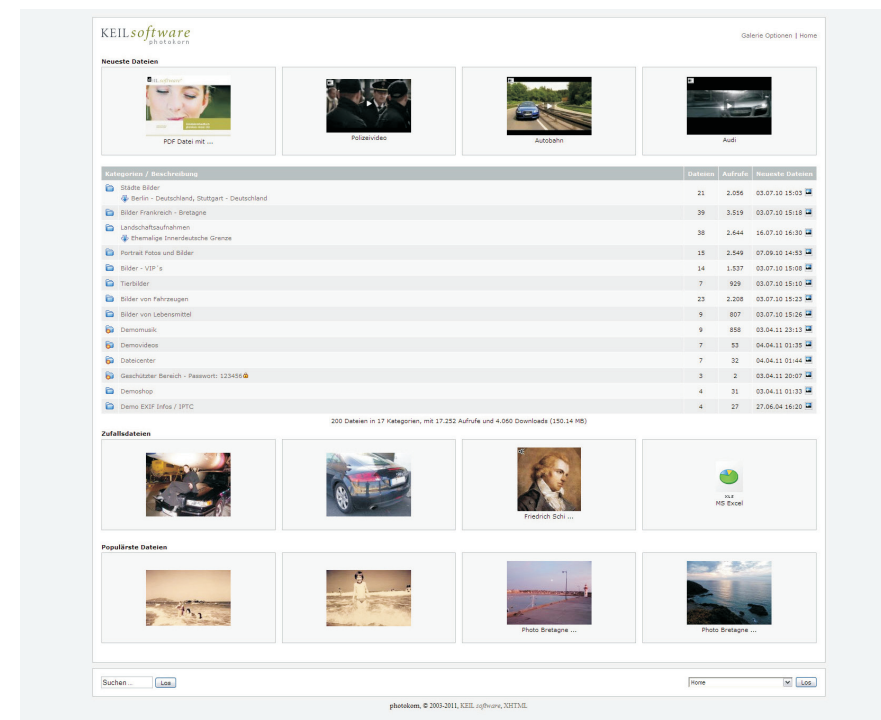 KEILsoftware
photokorn
Galerie Optionen | Home
Neueste Dateien
PDF Datei mit ...
Polizeivideo
Autobahn
Audi
Kategorien / Beschreibung Dateien Aufrufe Neueste Dateien
Städte Bilder 21 2.056 03.07.10 15:03
Berlin - Deutschland, Stuttgart - Deutschland
Bilder Frankreich - Bretagne 39 3.519 03.07.10 15:18
Landschaftsaufnahmen 38 2.644 16.07.10 16:30
Ehemalige Innerdeutsche Grenze
Portrait Fotos und Bilder 15 2.549 07.09.10 14:53
Bilder - VIP´s 14 1.537 03.07.10 15:08
Tierbilder 7 929 03.07.10 15:10
Bilder von Fahrzeugen 23 2.208 03.07.10 15:23
Bilder von Lebensmittel 9 807 03.07.10 15:26
Demomusik 9 858 03.04.11 23:13
Demovideos 7 53 04.04.11 01:35
Dateicenter 7 32 04.04.11 01:44
Geschützter Bereich - Passwort: 123456 3 2 03.04.11 20:07
Demoshop 4 31 03.04.11 01:33
Demo EXIF Infos / IPTC 4 27 27.06.04 16:20
200 Dateien in 17 Kategorien, mit 17.252 Aufrufe und 4.060 Downloads (150.14 MB)
Zufallsdateien
Friedrich Schi ...
XLS
MS Excel
Populärste Dateien
Photo Bretagne ...
Photo Bretagne ...
Suchen... Los
Home Los
photokorn, © 2003-2011, KEIL software, XHTML